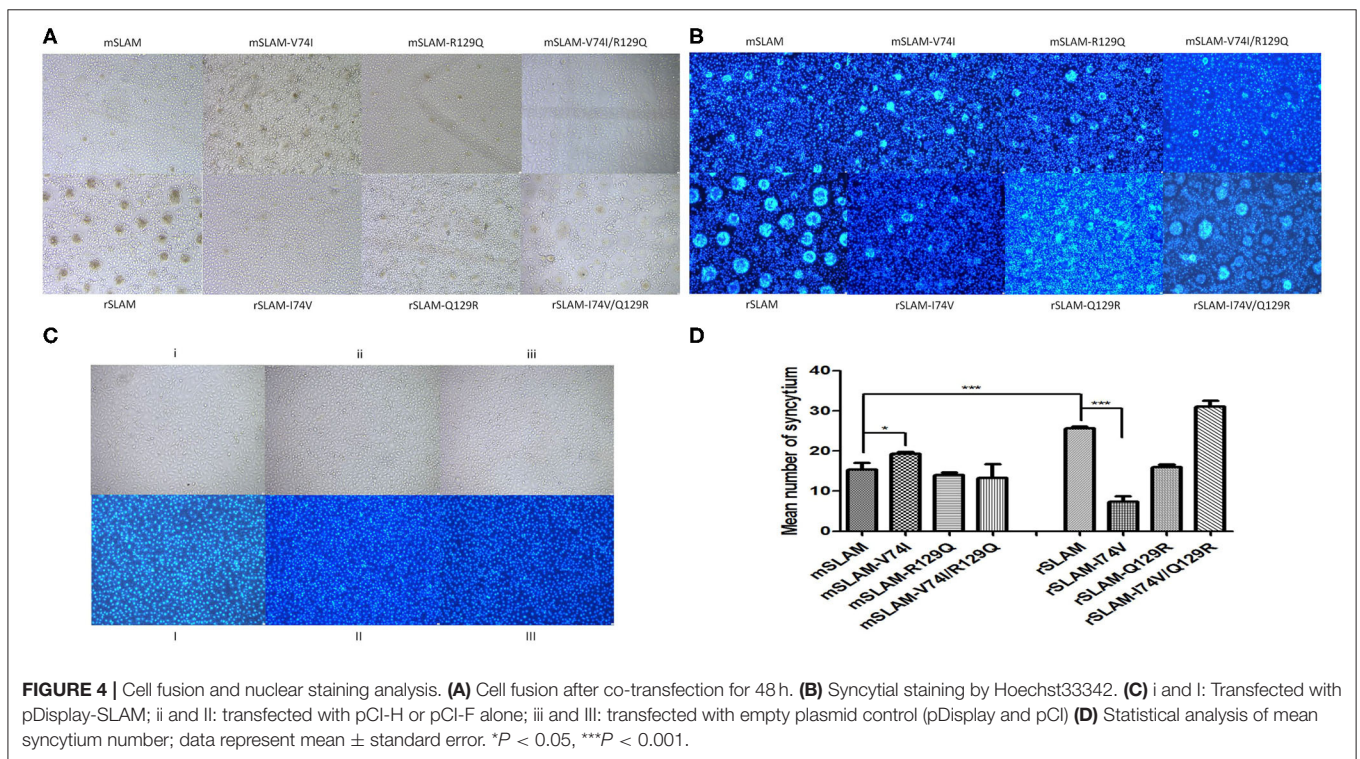 A
mSLAM mSLAM-V74I mSLAM-R129Q mSLAM-V74I/R129Q
rSLAM rSLAM-I74V rSLAM-Q129R rSLAM-I74V/Q129R
B
mSLAM mSLAM-V74I mSLAM-R129Q mSLAM-V74I/R129Q
rSLAM rSLAM-I74V rSLAM-Q129R rSLAM-I74V/Q129R
C
i ii iii
I II III
D
Mean number of syncytium
40
30
20
10
0
*
***
***
mSLAM
mSLAM-V74I
mSLAM-R129Q
mSLAM-V74I/R129Q
rSLAM
rSLAM-I74V
rSLAM-Q129R
rSLAM-I74V/Q129R
FIGURE 4 | Cell fusion and nuclear staining analysis. (A) Cell fusion after co-transfection for 48 h. (B) Syncytial staining by Hoechst33342. (C) i and I: Transfected with
pDisplay-SLAM; ii and II: transfected with pCI-H or pCI-F alone; iii and III: transfected with empty plasmid control (pDisplay and pCI) (D) Statistical analysis of mean
syncytium number; data represent mean ± standard error. *P < 0.05, ***P < 0.001.